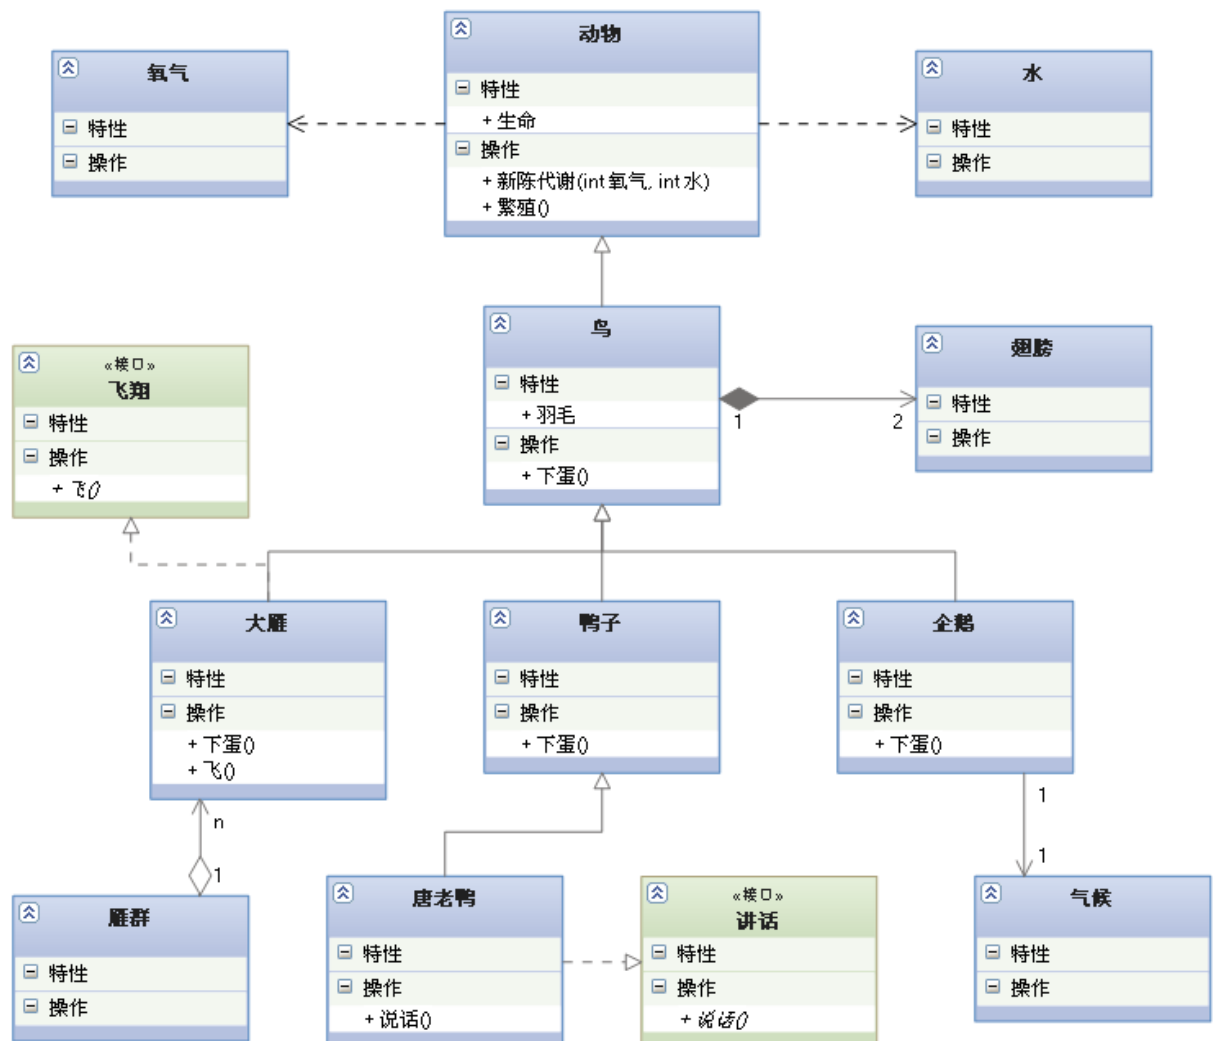 动物
特性
+ 生命
操作
+ 新陈代谢(int 氧气, int 水)
+ 繁殖()
氧气
特性
操作
水
特性
操作
鸟
特性
+ 羽毛
操作
+ 下蛋()
1
2
翅膀
特性
操作
«接口»
飞翔
特性
操作
+ 飞()
大雁
特性
操作
+ 下蛋()
+ 飞()
鸭子
特性
操作
+ 下蛋()
企鹅
特性
操作
+ 下蛋()
n
1
1
1
雁群
特性
操作
唐老鸭
特性
操作
+ 说话()
«接口»
讲话
特性
操作
+ 说话()
气候
特性
操作